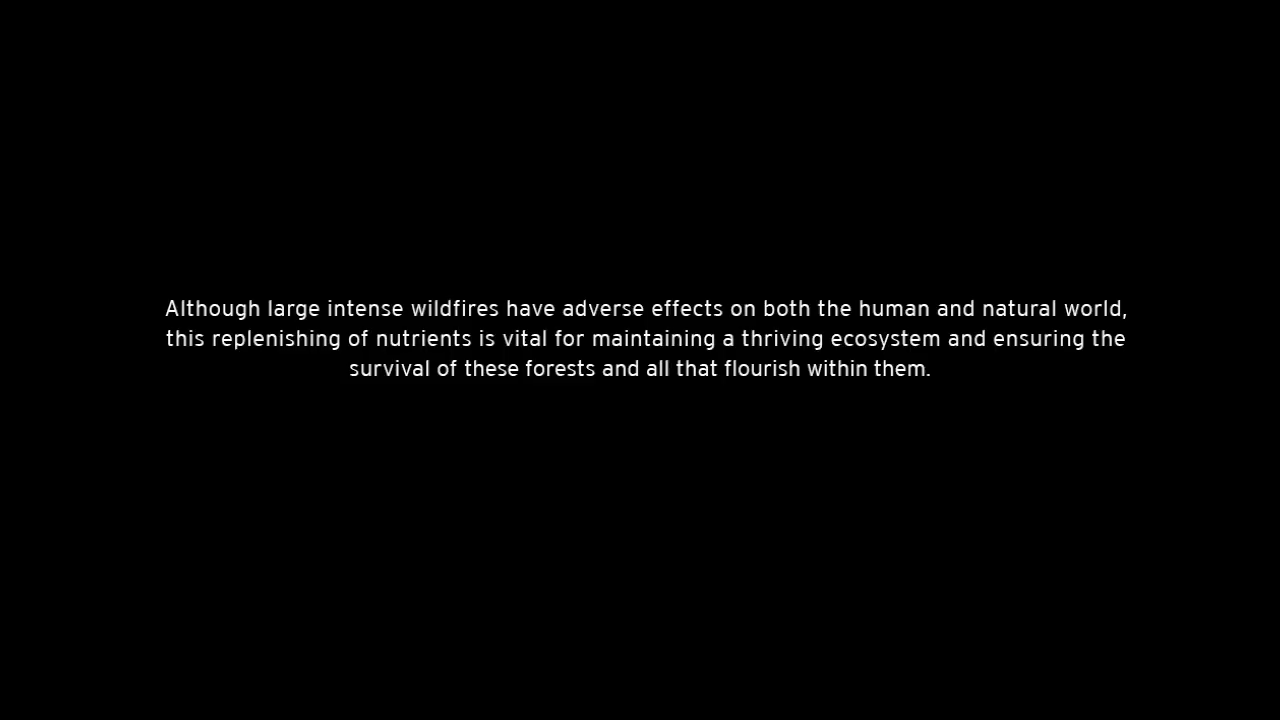 Although large intense wildfires have adverse effects on both the human and natural world,
this replenishing of nutrients is vital for maintaining a thriving ecosystem and ensuring the
survival of these forests and all that flourish within them.